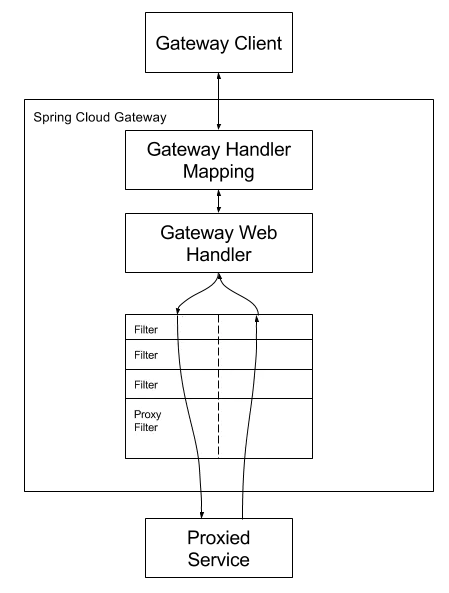 Gateway Client
Spring Cloud Gateway
Gateway Handler
Mapping
Gateway Web
Handler
Filter
Filter
Filter
Proxy
Filter
Proxied
Service